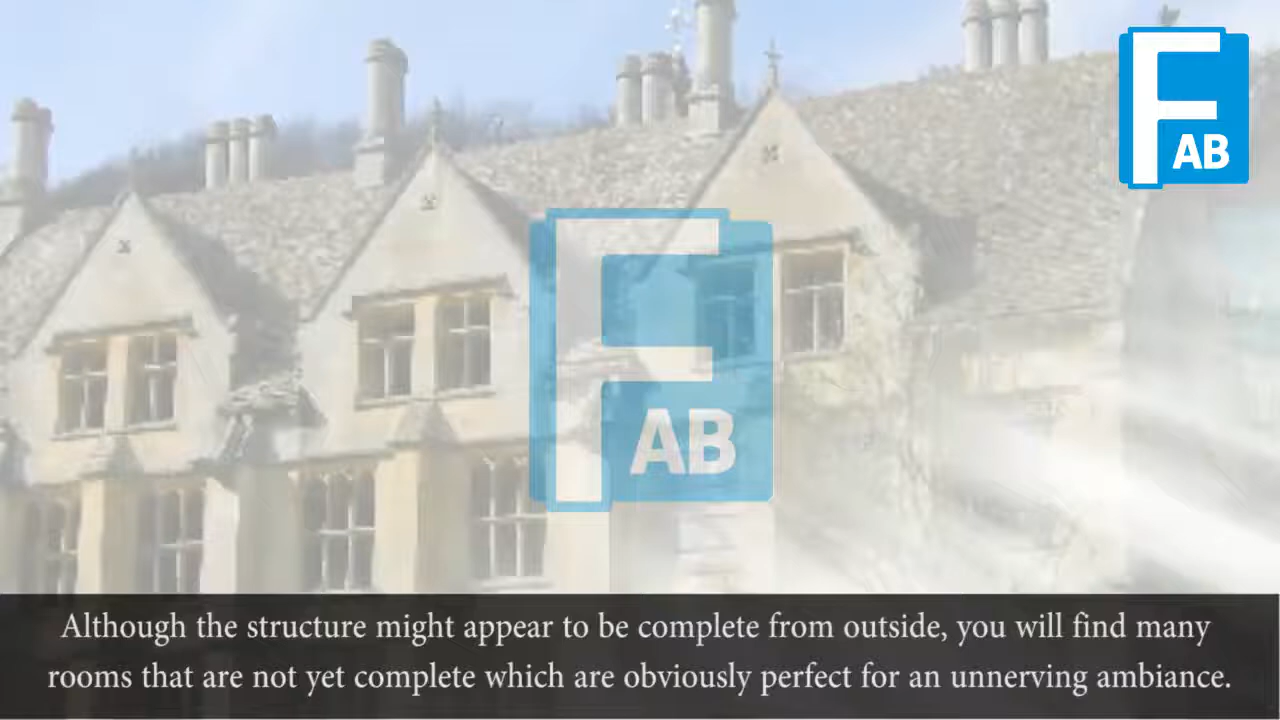 FAB
FAB
Although the structure might appear to be complete from outside, you will find many
rooms that are not yet complete which are obviously perfect for an unnerving ambiance.